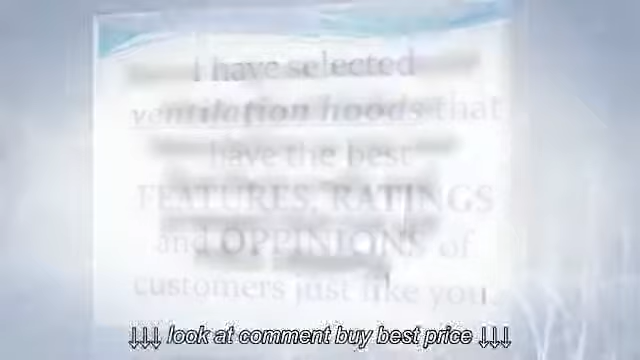 I have selected
ventilation hoods that
have the best
FEATURES, RATINGS
and OPPINIONS of
customers just like you.
↓↓↓ look at comment buy best price ↓↓↓